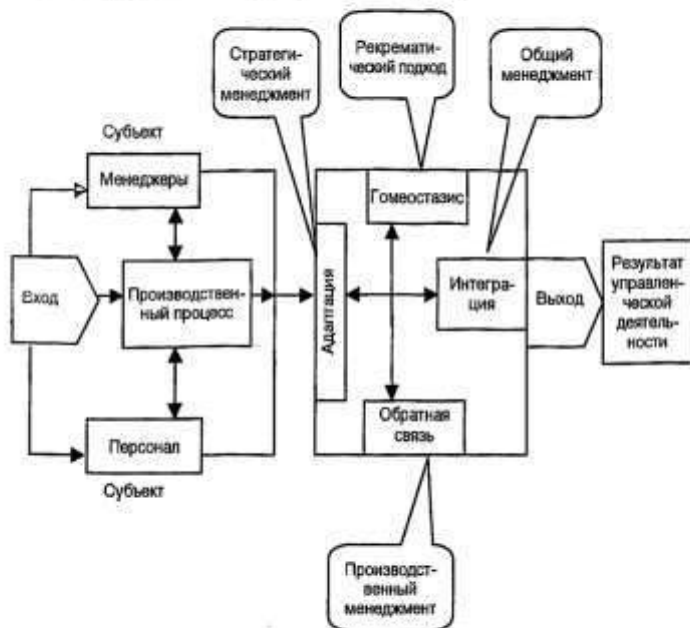 Стратеги-
ческий
менеджмент
Рекремати-
ческий подход
Общий
менеджмент
Субъект
Менеджеры
Гомеостазис
Вход
Производствен-
ный процесс
Адаптация
Интегра-
ция
Выход
Результат
управлен-
ческой
деятель-
ности
Персонал
Обратная
связь
Субъект
Производст-
венный
менеджмент